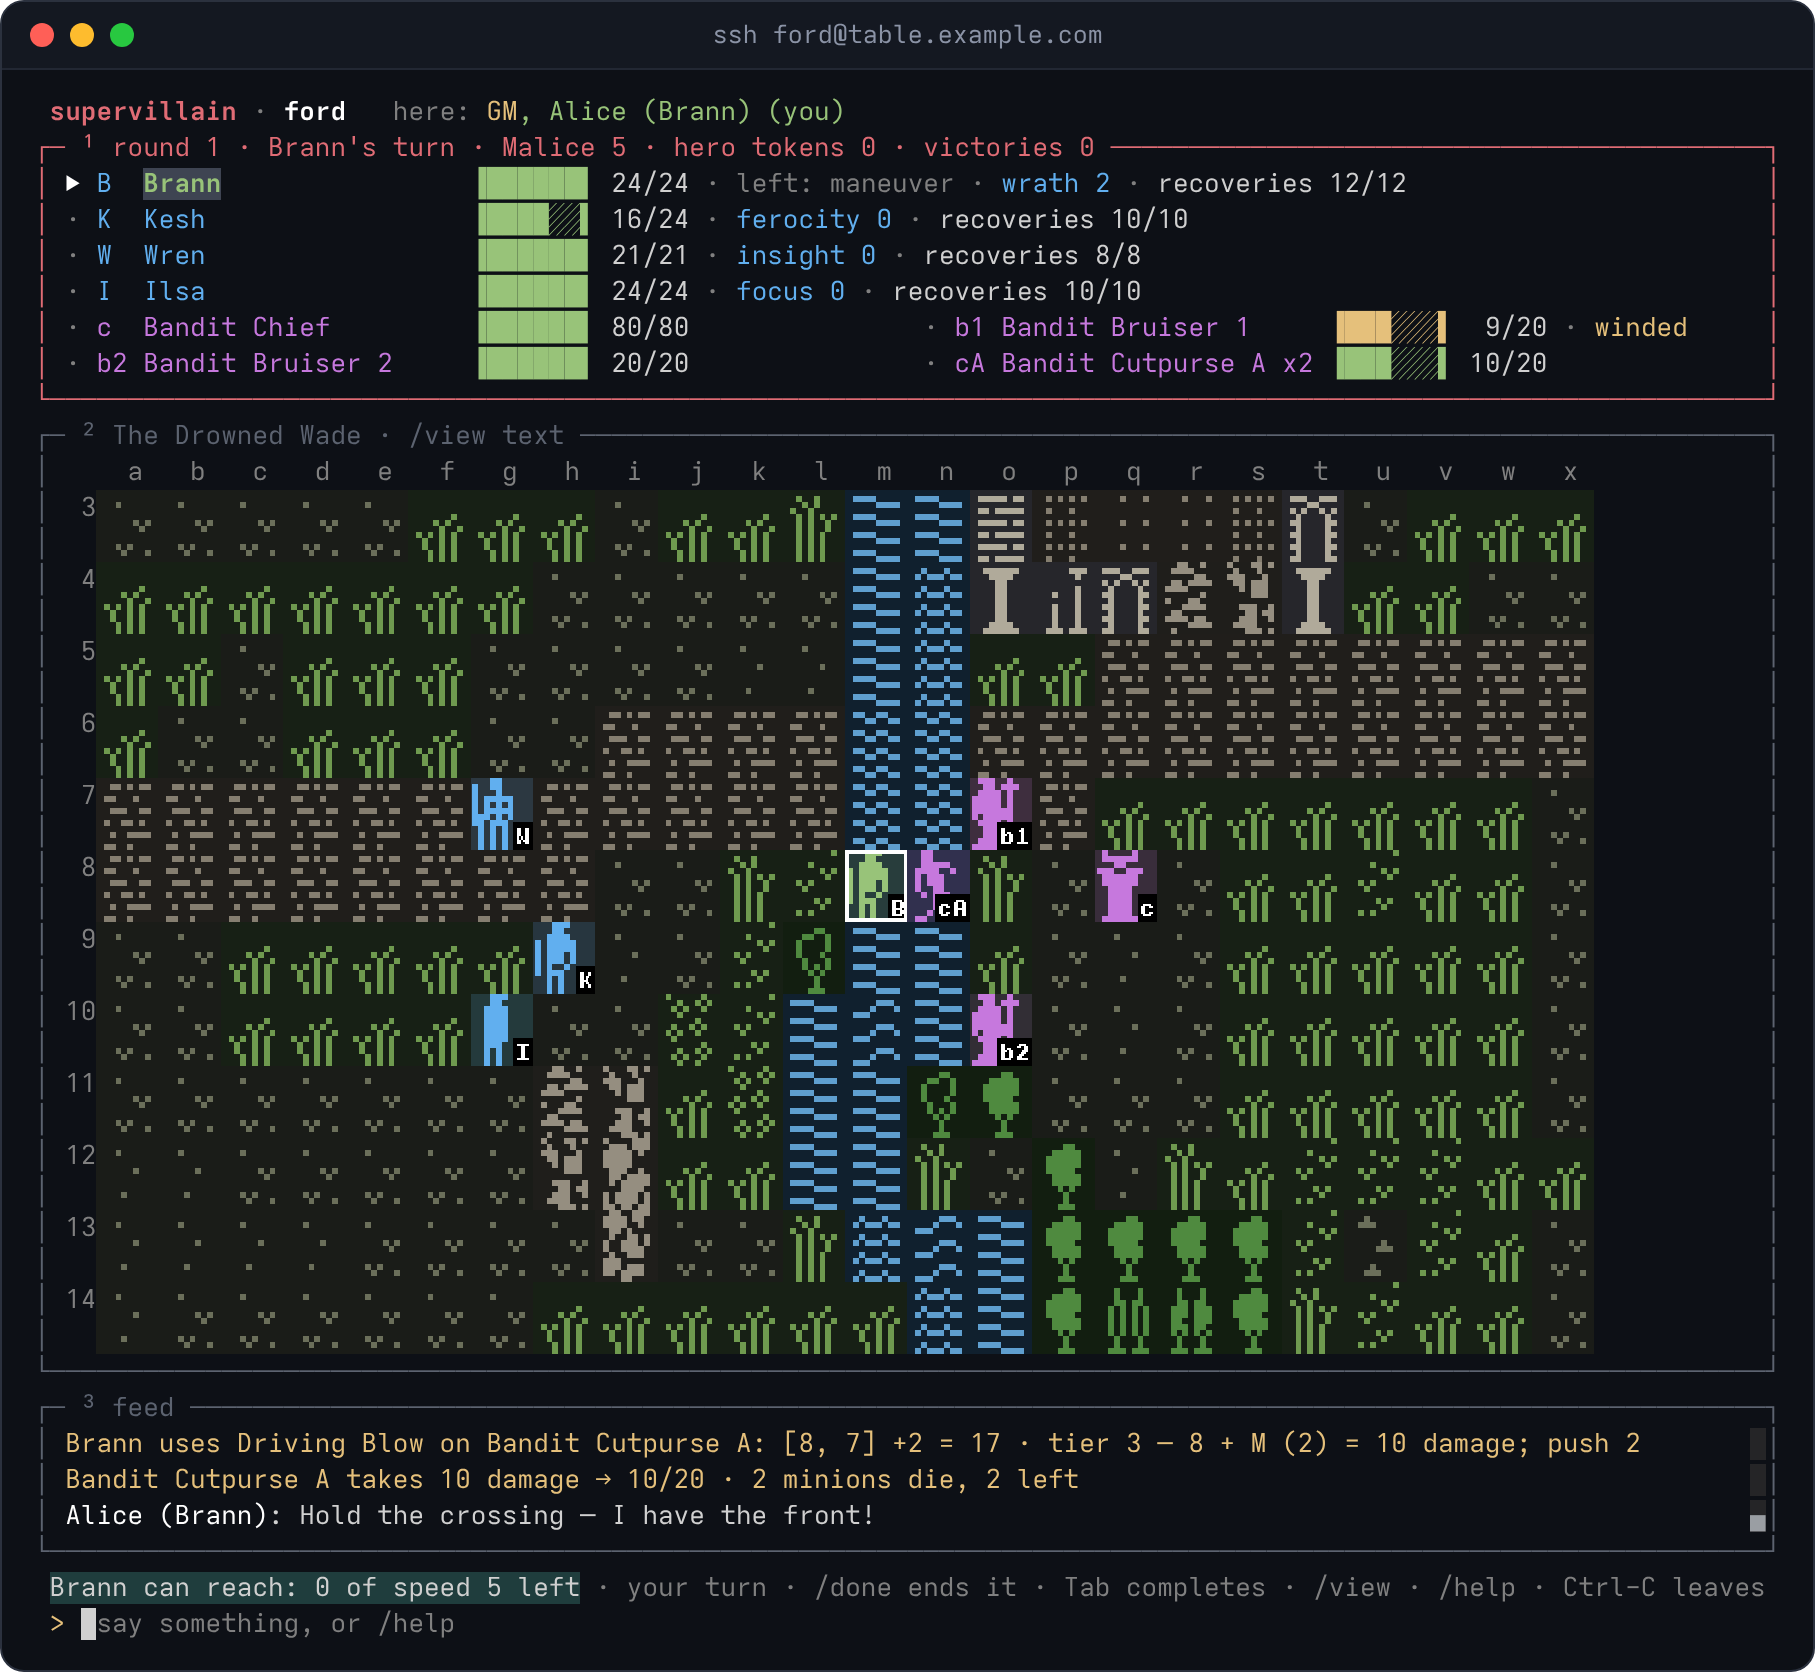 ssh ford@table.example.com
supervillain · ford   here: GM, Alice (Brann) (you)
1 round 1 · Brann's turn · Malice 5 · hero tokens 0 · victories 0
▶ B Brann 24/24 · left: maneuver · wrath 2 · recoveries 12/12
· K Kesh 16/24 · ferocity 0 · recoveries 10/10
· W Wren 21/21 · insight 0 · recoveries 8/8
· I Ilsa 24/24 · focus 0 · recoveries 10/10
· c Bandit Chief 80/80 · b1 Bandit Bruiser 1 9/20 · winded
· b2 Bandit Bruiser 2 20/20 · cA Bandit Cutpurse A x2 10/20
2 The Drowned Wade · /view text
a b c d e f g h i j k l m n o p q r s t u v w x
3
4
5
6
7 W b1
8 B cA c
9 K
10 I b2
11
12
13
14
3 feed
Brann uses Driving Blow on Bandit Cutpurse A: [8, 7] +2 = 17 · tier 3 — 8 + M (2) = 10 damage; push 2
Bandit Cutpurse A takes 10 damage → 10/20 · 2 minions die, 2 left
Alice (Brann): Hold the crossing — I have the front!
Brann can reach: 0 of speed 5 left · your turn · /done ends it · Tab completes · /view · /help · Ctrl-C leaves
> say something, or /help